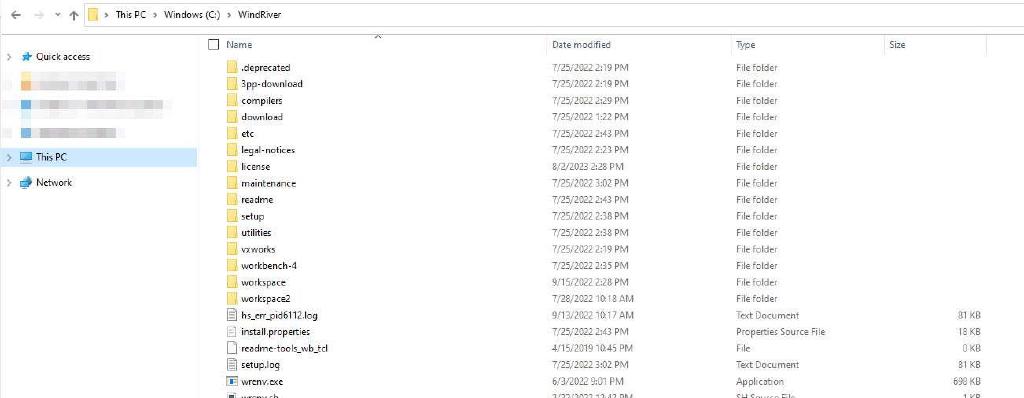 This PC > Windows (C:) > WindRiver
Name Date modified Type Size
Quick access
This PC
Network
.deprecated 7/25/2022 2:19 PM File folder
3pp-download 7/25/2022 2:19 PM File folder
compilers 7/25/2022 2:29 PM File folder
download 7/25/2022 1:22 PM File folder
etc 7/25/2022 2:43 PM File folder
legal-notices 7/25/2022 2:23 PM File folder
license 8/2/2023 2:28 PM File folder
maintenance 7/25/2022 3:02 PM File folder
readme 7/25/2022 2:43 PM File folder
setup 7/25/2022 2:38 PM File folder
utilities 7/25/2022 2:38 PM File folder
vxworks 7/25/2022 2:19 PM File folder
workbench-4 7/25/2022 2:35 PM File folder
workspace 9/15/2022 2:28 PM File folder
workspace2 7/28/2022 10:18 AM File folder
hs_err_pid6112.log 9/13/2022 10:17 AM Text Document 81 KB
install.properties 7/25/2022 2:43 PM Properties Source File 18 KB
readme-tools_wb_tcl 4/15/2019 10:45 PM File 0 KB
setup.log 7/25/2022 3:02 PM Text Document 81 KB
wrenv.exe 6/3/2022 9:01 PM Application 698 KB
wrenv.sh 12:43 PM SH Source File 1 KB